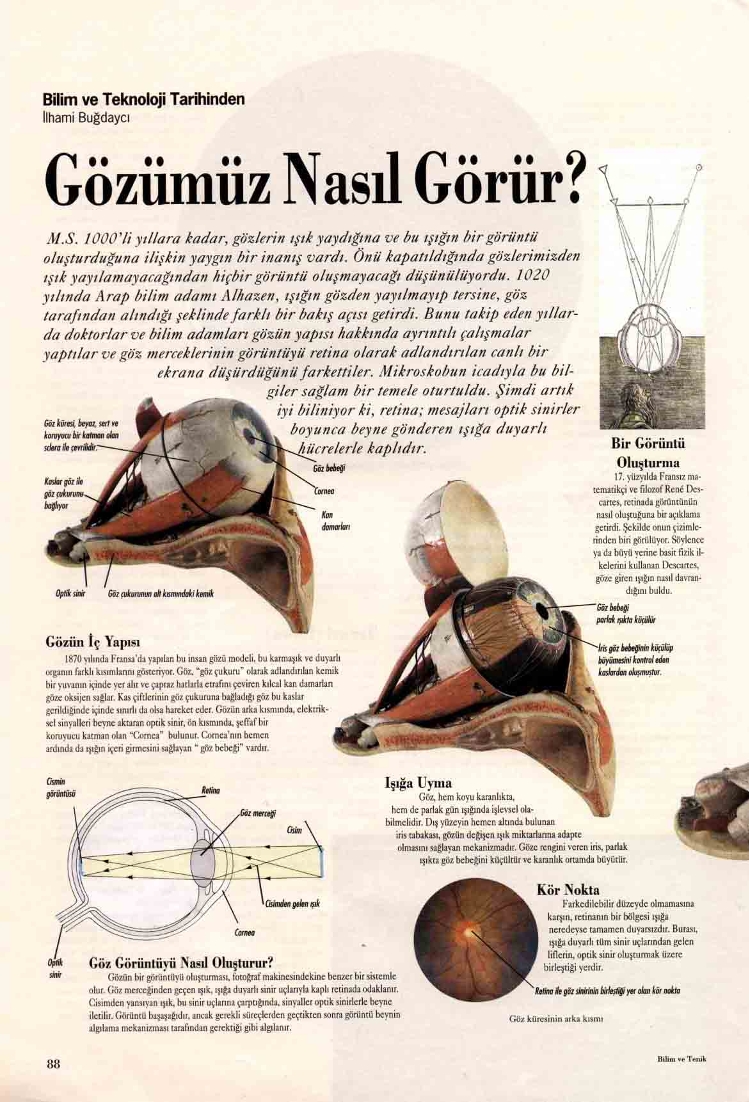 Bilim ve Teknoloji Tarihinden
İlhami Buğdaycı
Gözümüz Nasıl Görür?
M.S. 1000'li yıllara kadar, gözlerin ışık yaydığına ve bu ışığın bir görüntü
oluşturduğuna ilişkin yaygın bir inanış vardı. Önü kapatıldığında gözlerimizden
ışık yayılamayacağından hiçbir görüntü oluşmayacağı düşünülüyordu. 1020
yılında Arap bilim adamı Alhazen, ışığın gözden yayılmayıp tersine, göz
tarafından alındığı şeklinde farklı bir bakış açısı getirdi. Bunu takip eden yıllar-
da doktorlar ve bilim adamları gözün yapısı hakkında ayrıntılı çalışmalar
yaptılar ve göz merceklerinin görüntüyü retina olarak adlandırılan canlı bir
ekrana düşürdüğünü farkettiler. Mikroskobun icadıyla bu bil-
giler sağlam bir temele oturtuldu. Şimdi artık
iyi biliniyor ki, retina; mesajları optik sinirler
boyunca beyne gönderen ışığa duyarlı
hücrelerle kaplıdır.
Göz küresi, beyaz, sert ve
koruyucu bir katman olan
sclera ile çevrilidir.
Kaslar göz ile
göz çukurunu
bağlıyor
Göz bebeği
Cornea
Kan
damarları
Optik sinir
Göz çukurunun alt kısmındaki kemik
Bir Görüntü
Oluşturma
17. yüzyılda Fransız ma-
tematikçi ve filozof René Des-
cartes, retinada görüntünün
nasıl oluştuğuna bir açıklama
getirdi. Şekilde onun çizimle-
rinden biri görülüyor. Söylence
ya da büyü yerine basit fizik il-
kelerini kullanan Descartes,
göze giren ışığın nasıl davran-
dığını buldu.
Göz bebeği
parlak ışıkta küçülür
İris göz bebeğinin küçülüp
büyümesini kontrol eden
kaslardan oluşmuştur.
Gözün İç Yapısı
1870 yılında Fransa'da yapılan bu insan gözü modeli, bu karmaşık ve duyarlı
organın farklı kısımlarını gösteriyor. Göz, "göz çukuru" olarak adlandırılan kemik
bir yuvanın içinde yer alır ve çapraz hatlarla etrafını çeviren kılcal kan damarları
göze oksijen sağlar. Kas çiftlerinin göz çukuruna bağladığı göz bu kaslar
gerildiğinde içinde sınırlı da olsa hareket eder. Gözün arka kısmında, elektrik-
sel sinyalleri beyne aktaran optik sinir, ön kısmında, şeffaf bir
koruyucu katman olan "Cornea" bulunur. Cornea'nın hemen
ardında da ışığın içeri girmesini sağlayan " göz bebeği" vardır.
Cismin
görüntüsü
Retina
Göz merceği
Cisim
Cisimden gelen ışık
Cornea
Optik
sinir
Işığa Uyma
Göz, hem koyu karanlıkta,
hem de parlak gün ışığında işlevsel ola-
bilmelidir. Dış yüzeyin hemen altında bulunan
iris tabakası, gözün değişen ışık miktarlarına adapte
olmasını sağlayan mekanizmadır. Göze rengini veren iris, parlak
ışıkta göz bebeğini küçültür ve karanlık ortamda büyütür.
Kör Nokta
Farkedilebilir düzeyde olmamasına
karşın, retinanın bir bölgesi ışığa
neredeyse tamamen duyarsızdır. Burası,
ışığa duyarlı tüm sinir uçlarından gelen
liflerin, optik sinir oluşturmak üzere
birleştiği yerdir.
Retina ile göz sinirinin birleştiği yer olan kör nokta
Göz küresinin arka kısmı
Göz Görüntüyü Nasıl Oluşturur?
Gözün bir görüntüyü oluşturması, fotoğraf makinesindekine benzer bir sistemle
olur. Göz merceğinden geçen ışık, ışığa duyarlı sinir uçlarıyla kaplı retinada odaklanır.
Cisimden yansıyan ışık, bu sinir uçlarına çarptığında, sinyaller optik sinirlerle beyne
iletilir. Görüntü başaşağıdır, ancak gerekli süreçlerden geçtikten sonra görüntü beynin
algılama mekanizması tarafından gerektiği gibi algılanır.
88
Bilim ve Teknik